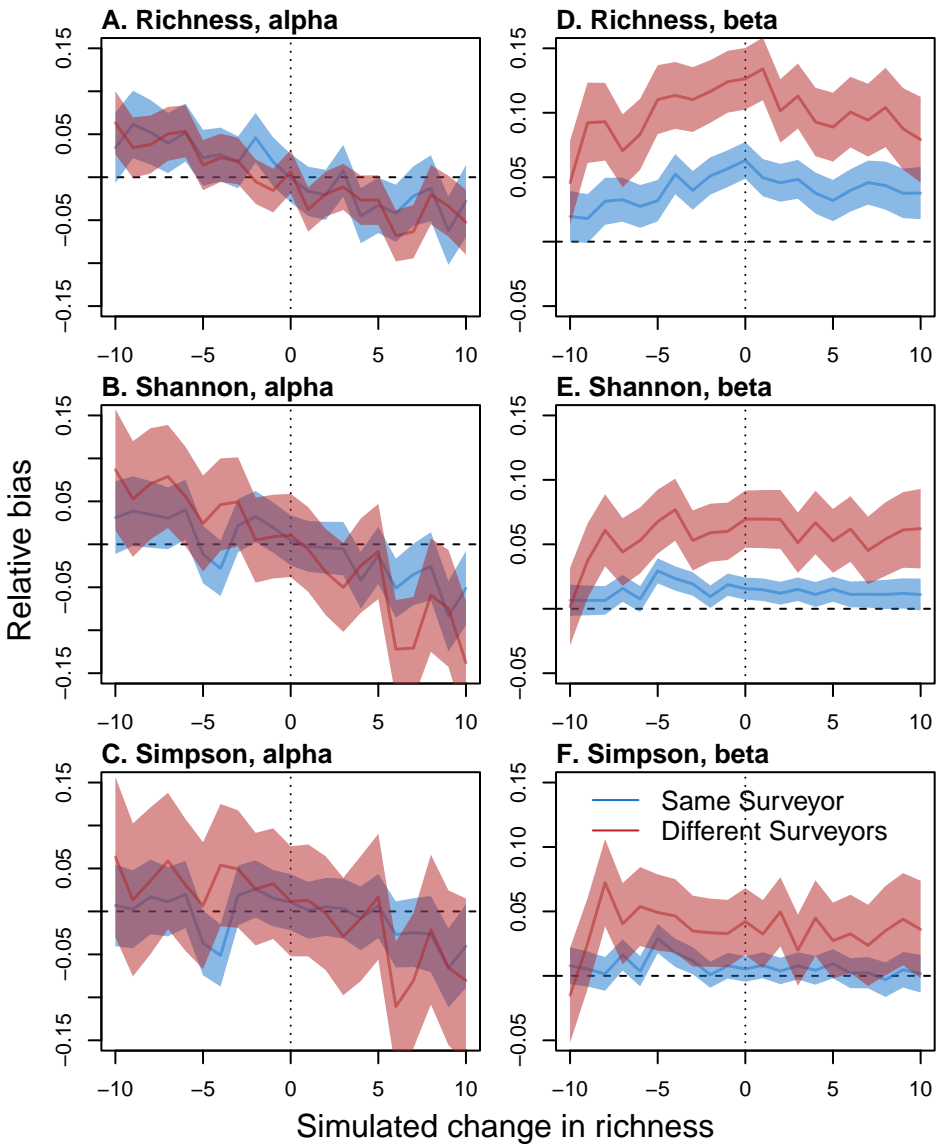 A. Richness, alpha
0.15
0.05
−0.05
−0.15
−10 −5 0 5 10
D. Richness, beta
0.15
0.10
0.05
−0.05
−10 −5 0 5 10
B. Shannon, alpha
0.15
0.05
−0.05
−0.15
−10 −5 0 5 10
E. Shannon, beta
0.15
0.10
0.05
−0.05
−10 −5 0 5 10
C. Simpson, alpha
0.15
0.05
−0.05
−0.15
−10 −5 0 5 10
F. Simpson, beta
Same Surveyor
Different Surveyors
0.15
0.10
0.05
−0.05
−10 −5 0 5 10
Relative bias
Simulated change in richness